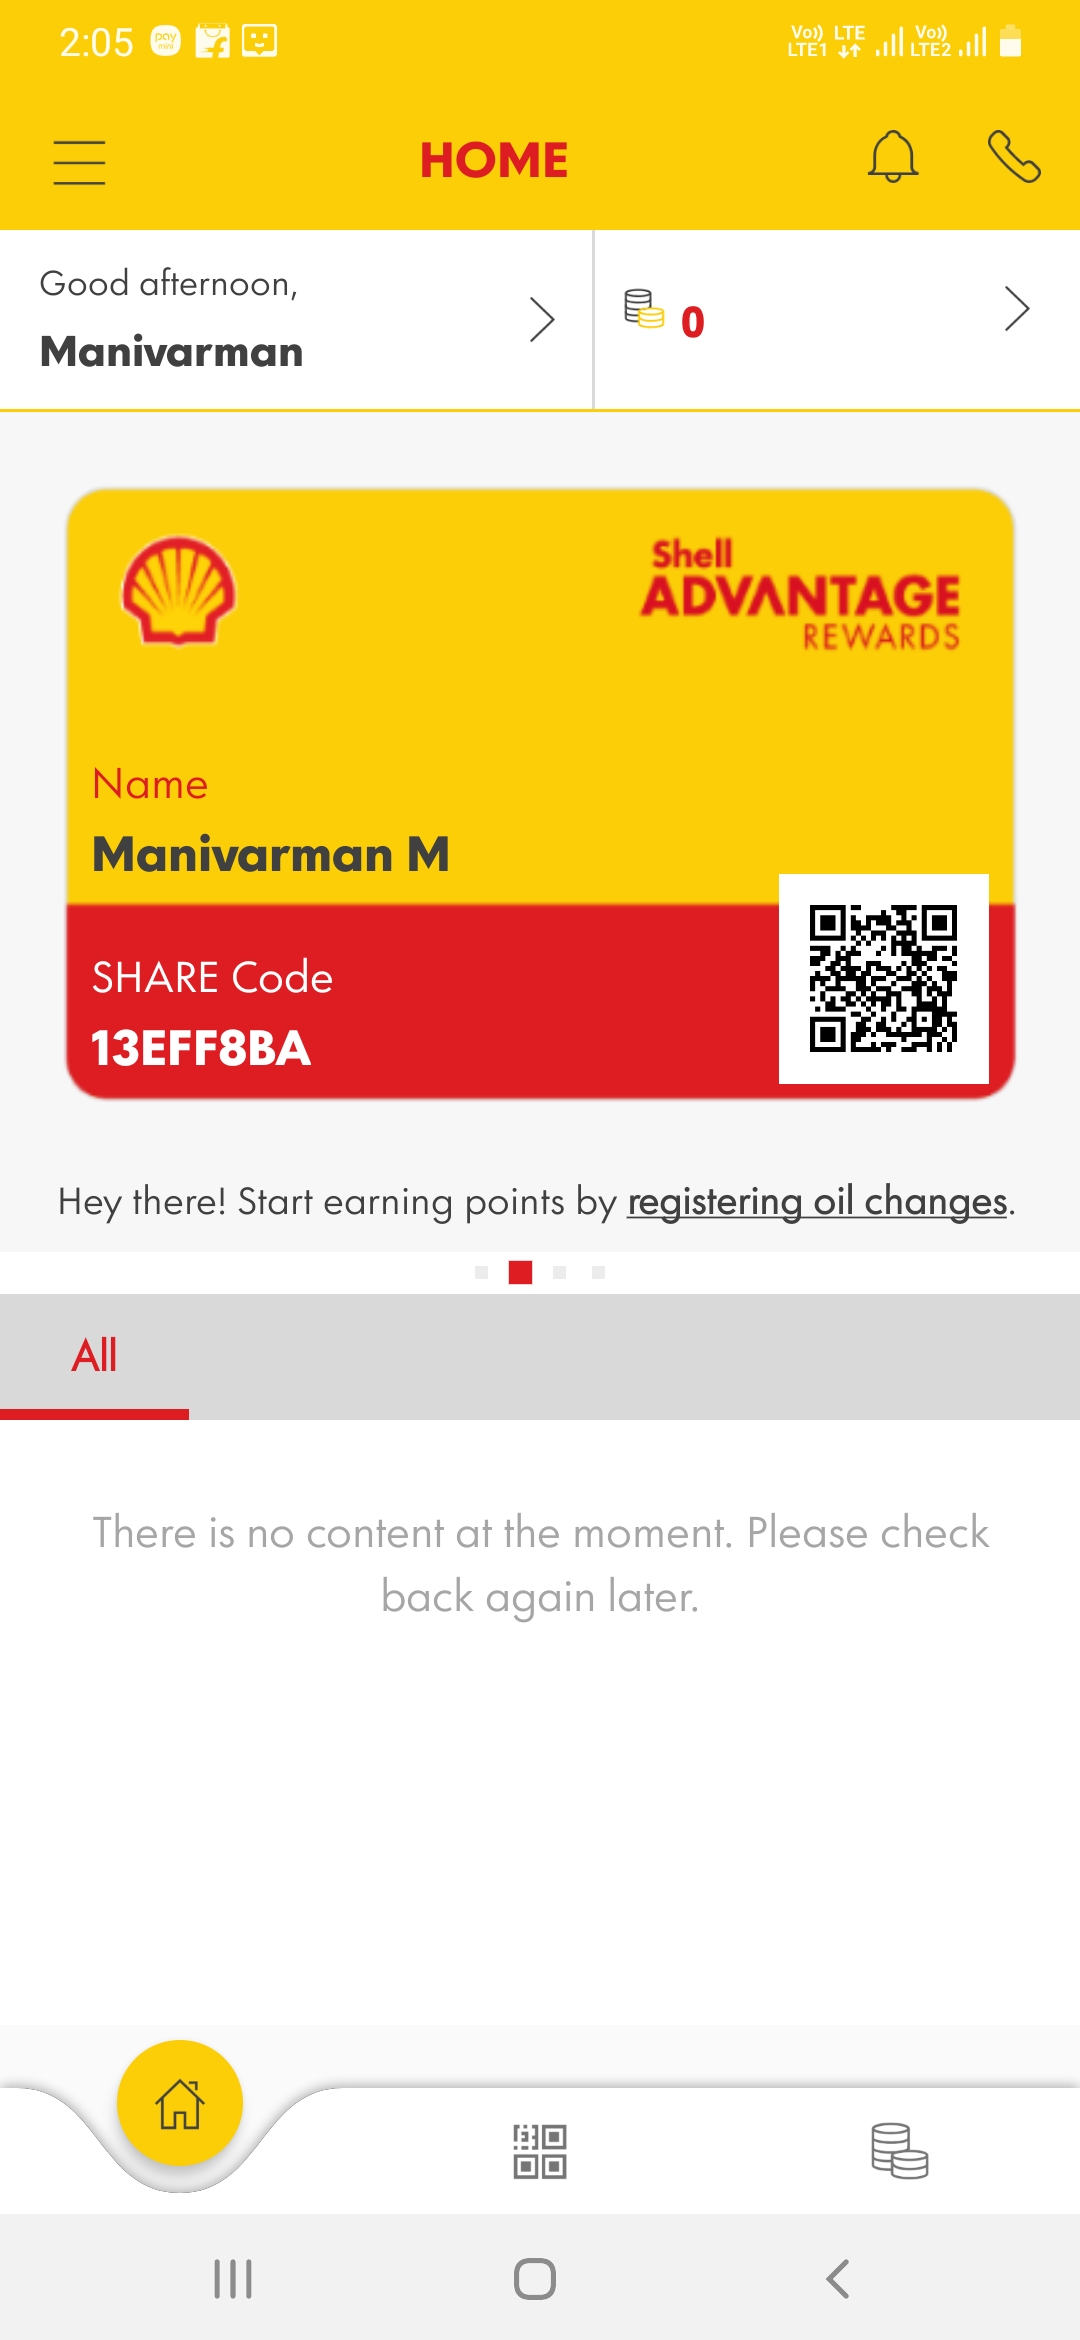 2:05
pay
mini
Vo)) LTE
LTE1
Vo))
LTE2
HOME
Good afternoon,
Manivarman
0
Shell
ADVANTAGE
REWARDS
Name
Manivarman M
SHARE Code
13EFF8BA
Hey there! Start earning points by registering oil changes.
All
There is no content at the moment. Please check
back again later.